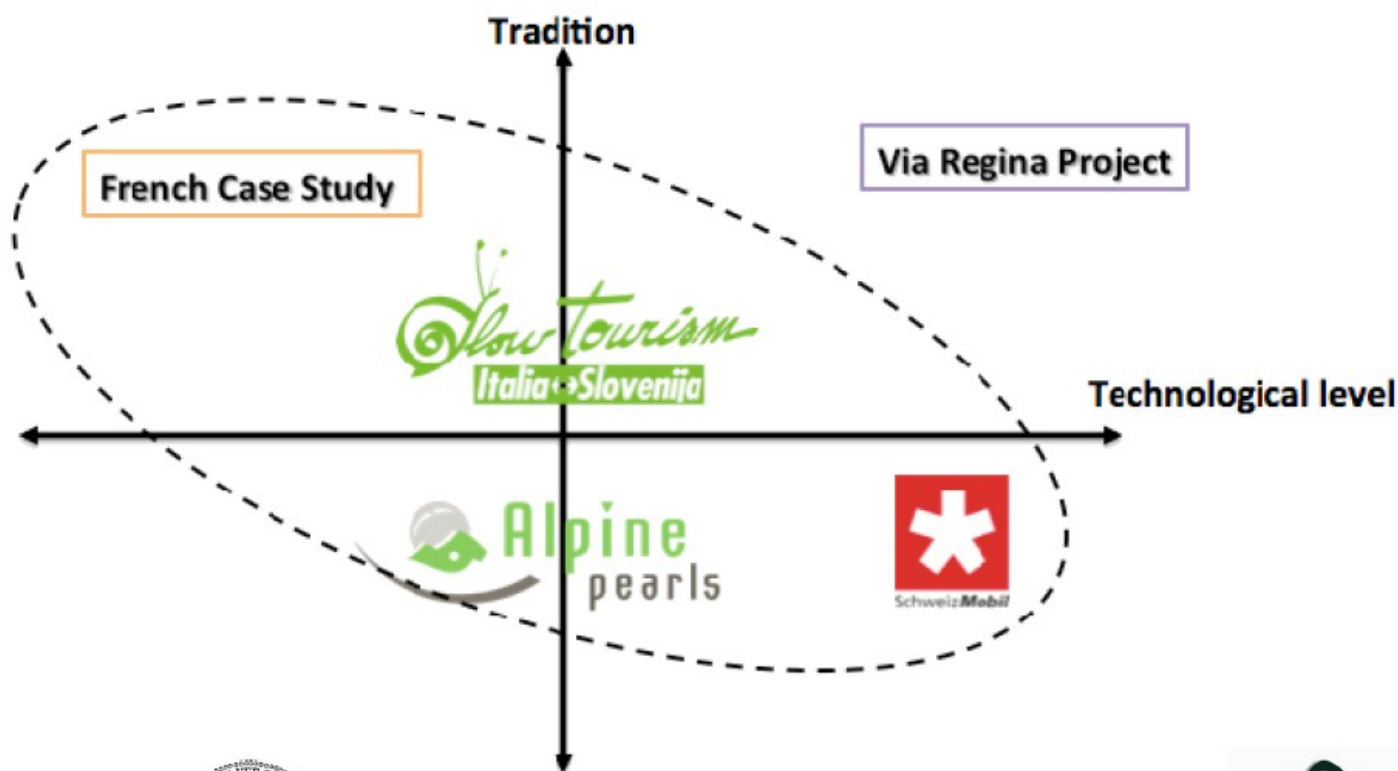 Tradition
French Case Study
Via Regina Project
Slow Tourism
Italia↔Slovenija
Technological level
Alpine
pearls
SchweizMobil